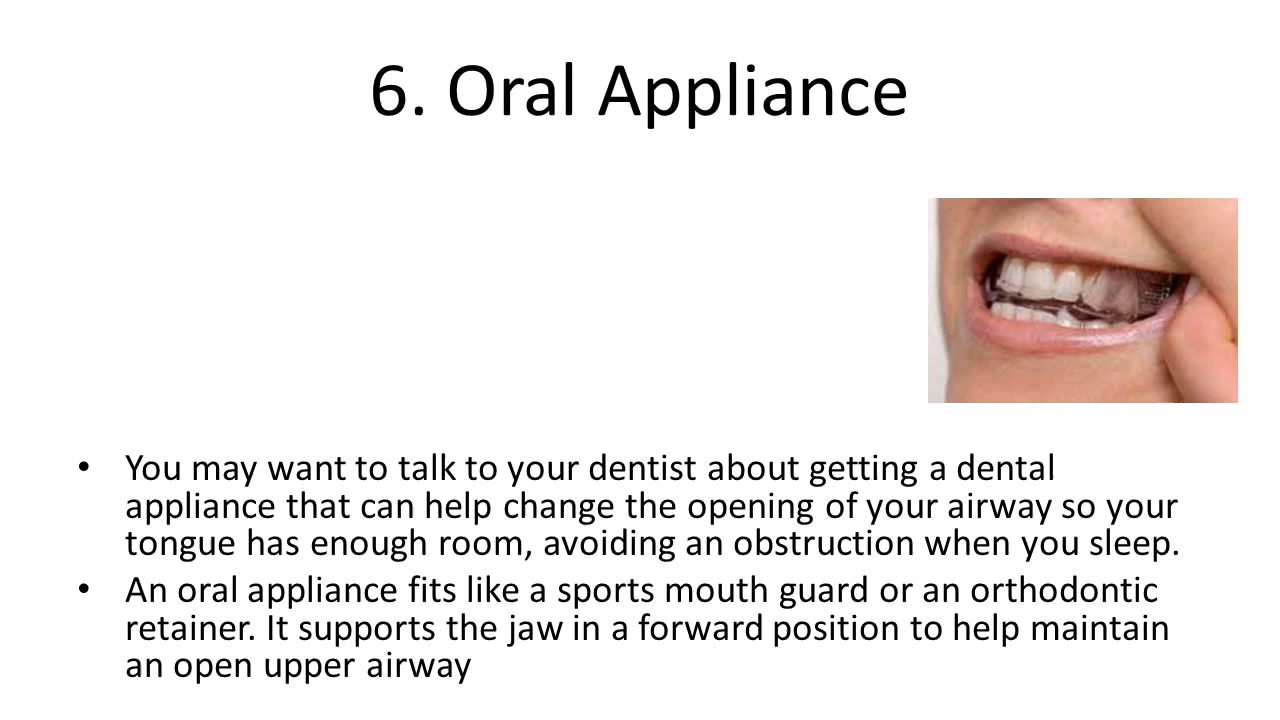 6. Oral Appliance
• You may want to talk to your dentist about getting a dental
appliance that can help change the opening of your airway so your
tongue has enough room, avoiding an obstruction when you sleep.
• An oral appliance fits like a sports mouth guard or an orthodontic
retainer. It supports the jaw in a forward position to help maintain
an open upper airway